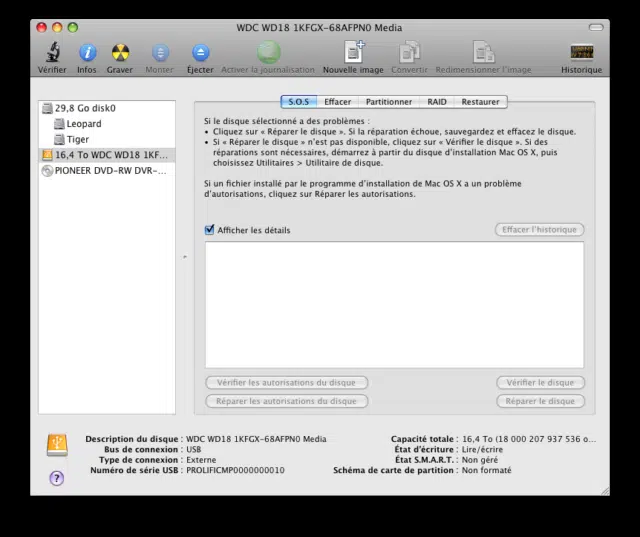 WDC WD18 1KFGX-68AFPN0 Media
Vérifier Infos Graver Monter Éjecter Activer la journalisation Nouvelle image Convertir Redimensionner l'image Historique
S.O.S Effacer Partitionner RAID Restaurer
29,8 Go disk0
Leopard
Tiger
16,4 To WDC WD18 1KF...
PIONEER DVD-RW DVR-...
Si le disque sélectionné a des problèmes :
• Cliquez sur « Réparer le disque ». Si la réparation échoue, sauvegardez et effacez le disque.
• Si « Réparer le disque » n'est pas disponible, cliquez sur « Vérifier le disque ». Si des
réparations sont nécessaires, démarrez à partir du disque d'installation Mac OS X, puis
choisissez Utilitaires > Utilitaire de disque.
Si un fichier installé par le programme d'installation de Mac OS X a un problème
d'autorisations, cliquez sur Réparer les autorisations.
Afficher les détails
Effacer l'historique
Vérifier les autorisations du disque
Vérifier le disque
Réparer les autorisations du disque
Réparer le disque
Description du disque : WDC WD18 1KFGX-68AFPN0 Media
Bus de connexion : USB
Type de connexion : Externe
Numéro de série USB : PROLIFICMP0000000010
Capacité totale : 16,4 To (18 000 207 937 536 o...
État d'écriture : Lire/écrire
État S.M.A.R.T. : Non géré
Schéma de carte de partition : Non formaté
?